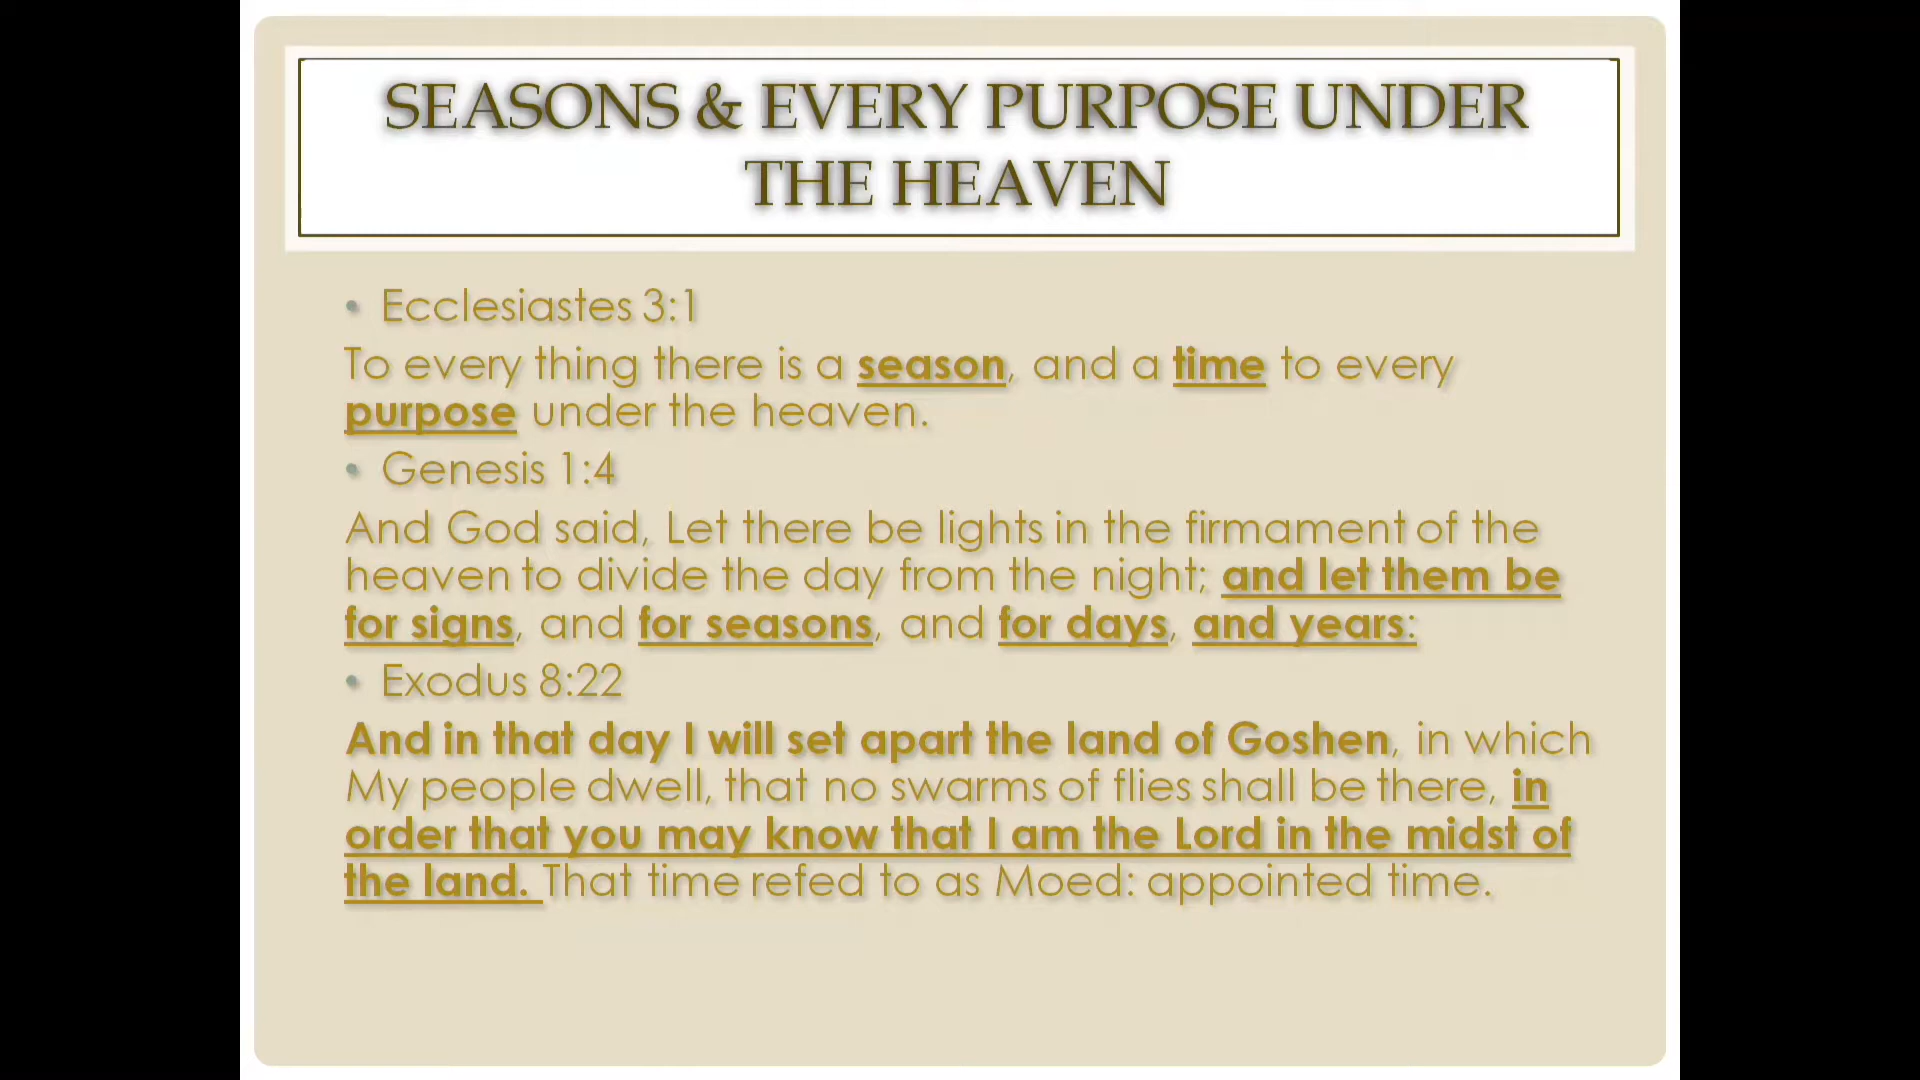 SEASONS & EVERY PURPOSE UNDER
THE HEAVEN
• Ecclesiastes 3:1
To every thing there is a season, and a time to every
purpose under the heaven.
• Genesis 1:4
And God said, Let there be lights in the firmament of the
heaven to divide the day from the night; and let them be
for signs, and for seasons, and for days, and years:
• Exodus 8:22
And in that day I will set apart the land of Goshen, in which
My people dwell, that no swarms of flies shall be there, in
order that you may know that I am the Lord in the midst of
the land. That time refed to as Moed: appointed time.